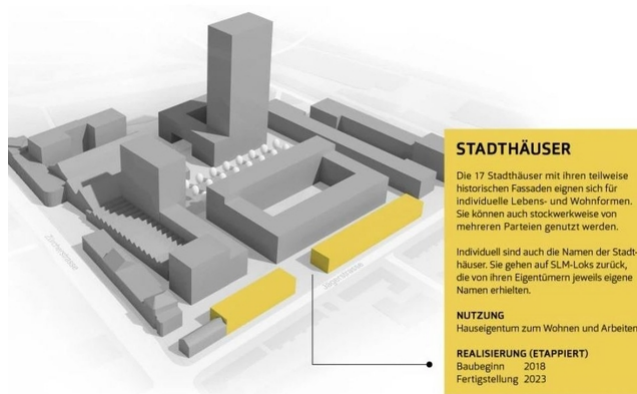 STADTHÄUSER
Die 17 Stadthäuser mit ihren teilweise
historischen Fassaden eignen sich für
individuelle Lebens- und Wohnformen.
Sie können auch stockwerkweise von
mehreren Parteien genutzt werden.
Individuell sind auch die Namen der Stadt-
häuser. Sie gehen auf SLM-Loks zurück,
die von ihren Eigentümern jeweils eigene
Namen erhielten.
NUTZUNG
Hauseigentum zum Wohnen und Arbeiten
REALISIERUNG (ETAPPIERT)
Baubeginn 2018
Fertigstellung 2023